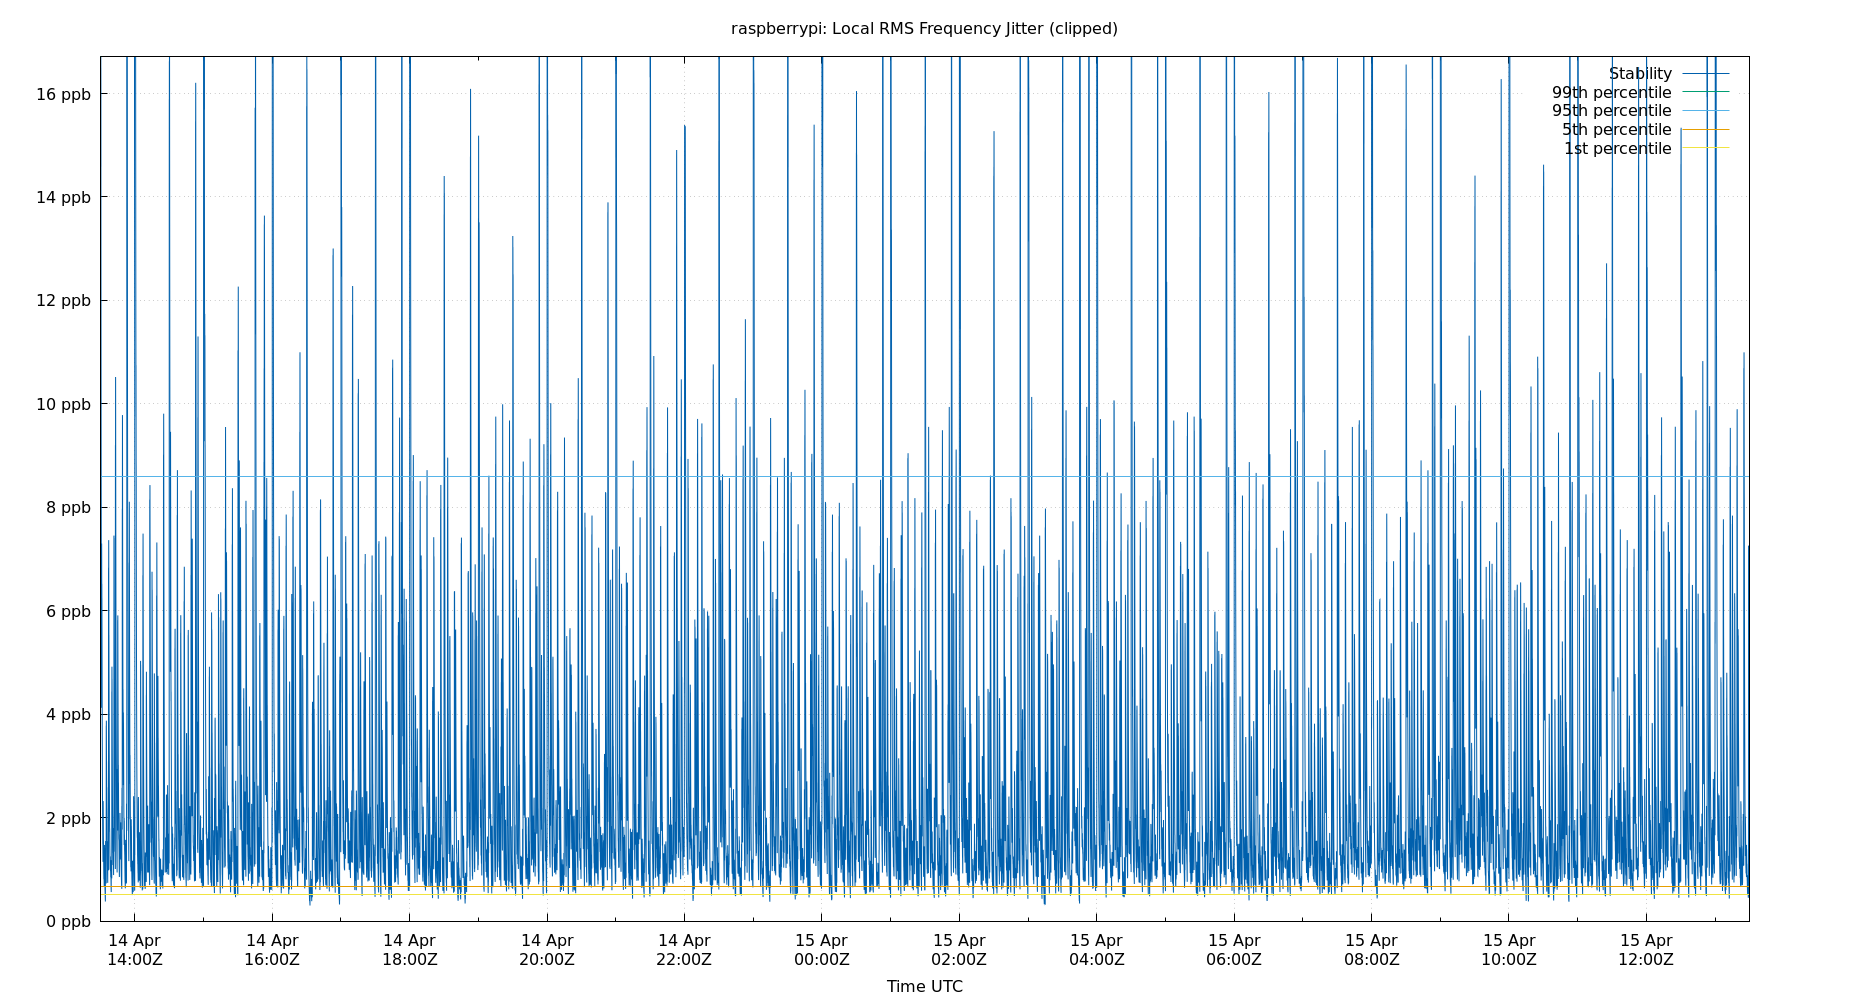 raspberrypi: Local RMS Frequency Jitter (clipped)
Stability
99th percentile
95th percentile
5th percentile
1st percentile
16 ppb
14 ppb
12 ppb
10 ppb
8 ppb
6 ppb
4 ppb
2 ppb
0 ppb
14 Apr 14 Apr 14 Apr 14 Apr 14 Apr 15 Apr 15 Apr 15 Apr 15 Apr 15 Apr 15 Apr 15 Apr
14:00Z 16:00Z 18:00Z 20:00Z 22:00Z 00:00Z 02:00Z 04:00Z 06:00Z 08:00Z 10:00Z 12:00Z
Time UTC